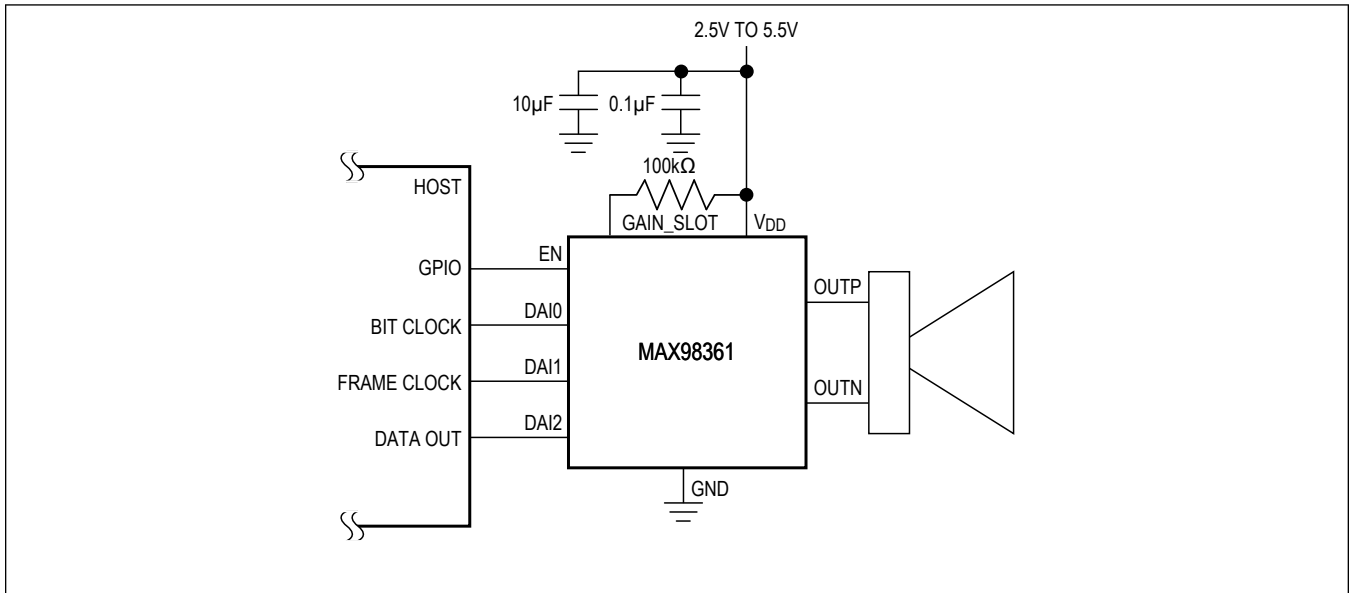 2.5V TO 5.5V
10µF
0.1µF
100kΩ
HOST
GAIN_SLOT
VDD
GPIO
EN
OUTP
BIT CLOCK
DAI0
MAX98361
FRAME CLOCK
DAI1
OUTN
DATA OUT
DAI2
GND